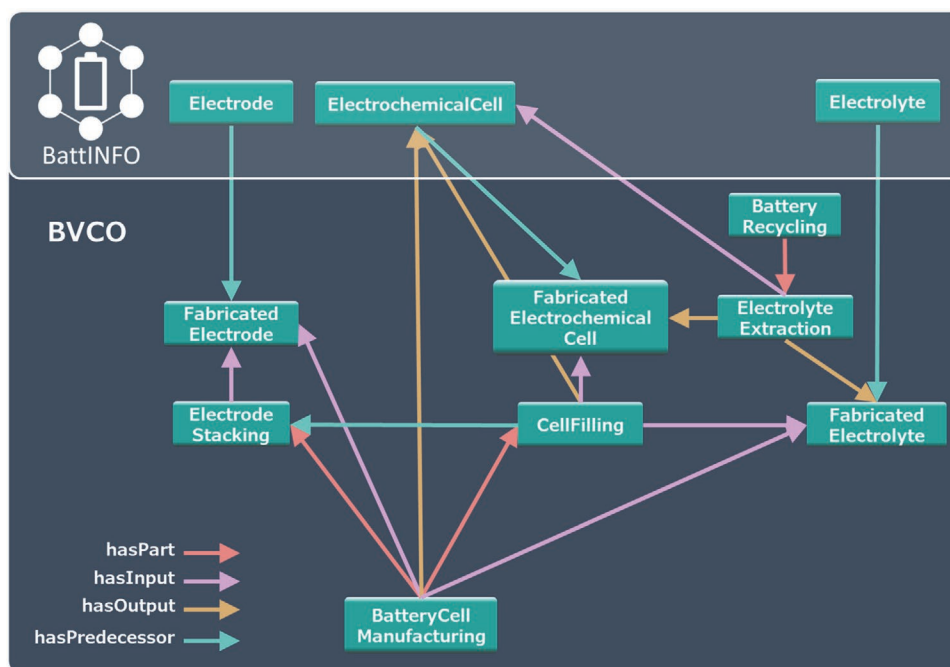 BattINFO
Electrode
ElectrochemicalCell
Electrolyte
BVCO
Battery
Recycling
Fabricated
Electrode
Fabricated
Electrochemical
Cell
Electrolyte
Extraction
Electrode
Stacking
CellFilling
Fabricated
Electrolyte
hasPart
hasInput
hasOutput
hasPredecessor
BatteryCell
Manufacturing